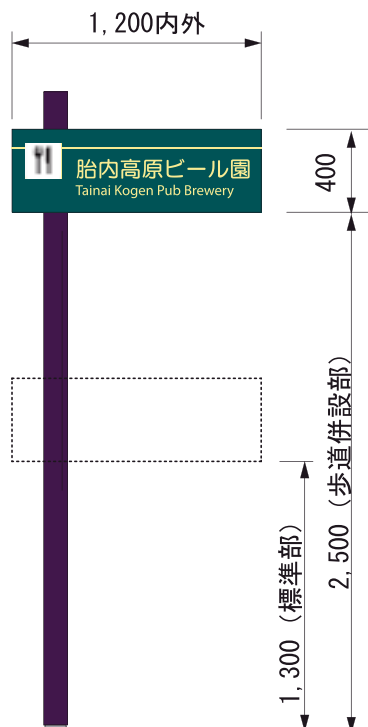 1,200内外
胎内高原ビール園
Tainai Kogen Pub Brewery
400
2,500（歩道併設部）
1,300（標準部）